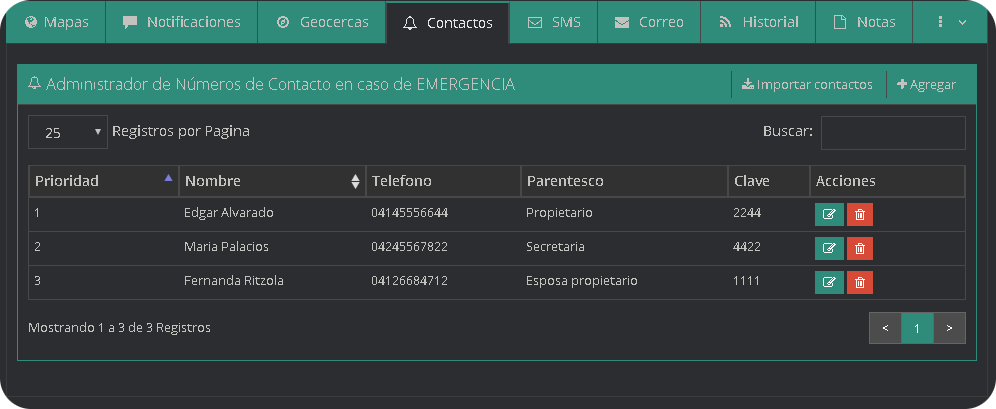 Mapas Notificaciones Geocercas Contactos SMS Correo Historial Notas
Administrador de Números de Contacto en caso de EMERGENCIA Importar contactos Agregar
25 Registros por Pagina Buscar:
Prioridad Nombre Telefono Parentesco Clave Acciones
1 Edgar Alvarado 04145556644 Propietario 2244
2 Maria Palacios 04245567822 Secretaria 4422
3 Fernanda Ritzola 04126684712 Esposa propietario 1111
Mostrando 1 a 3 de 3 Registros < 1 >